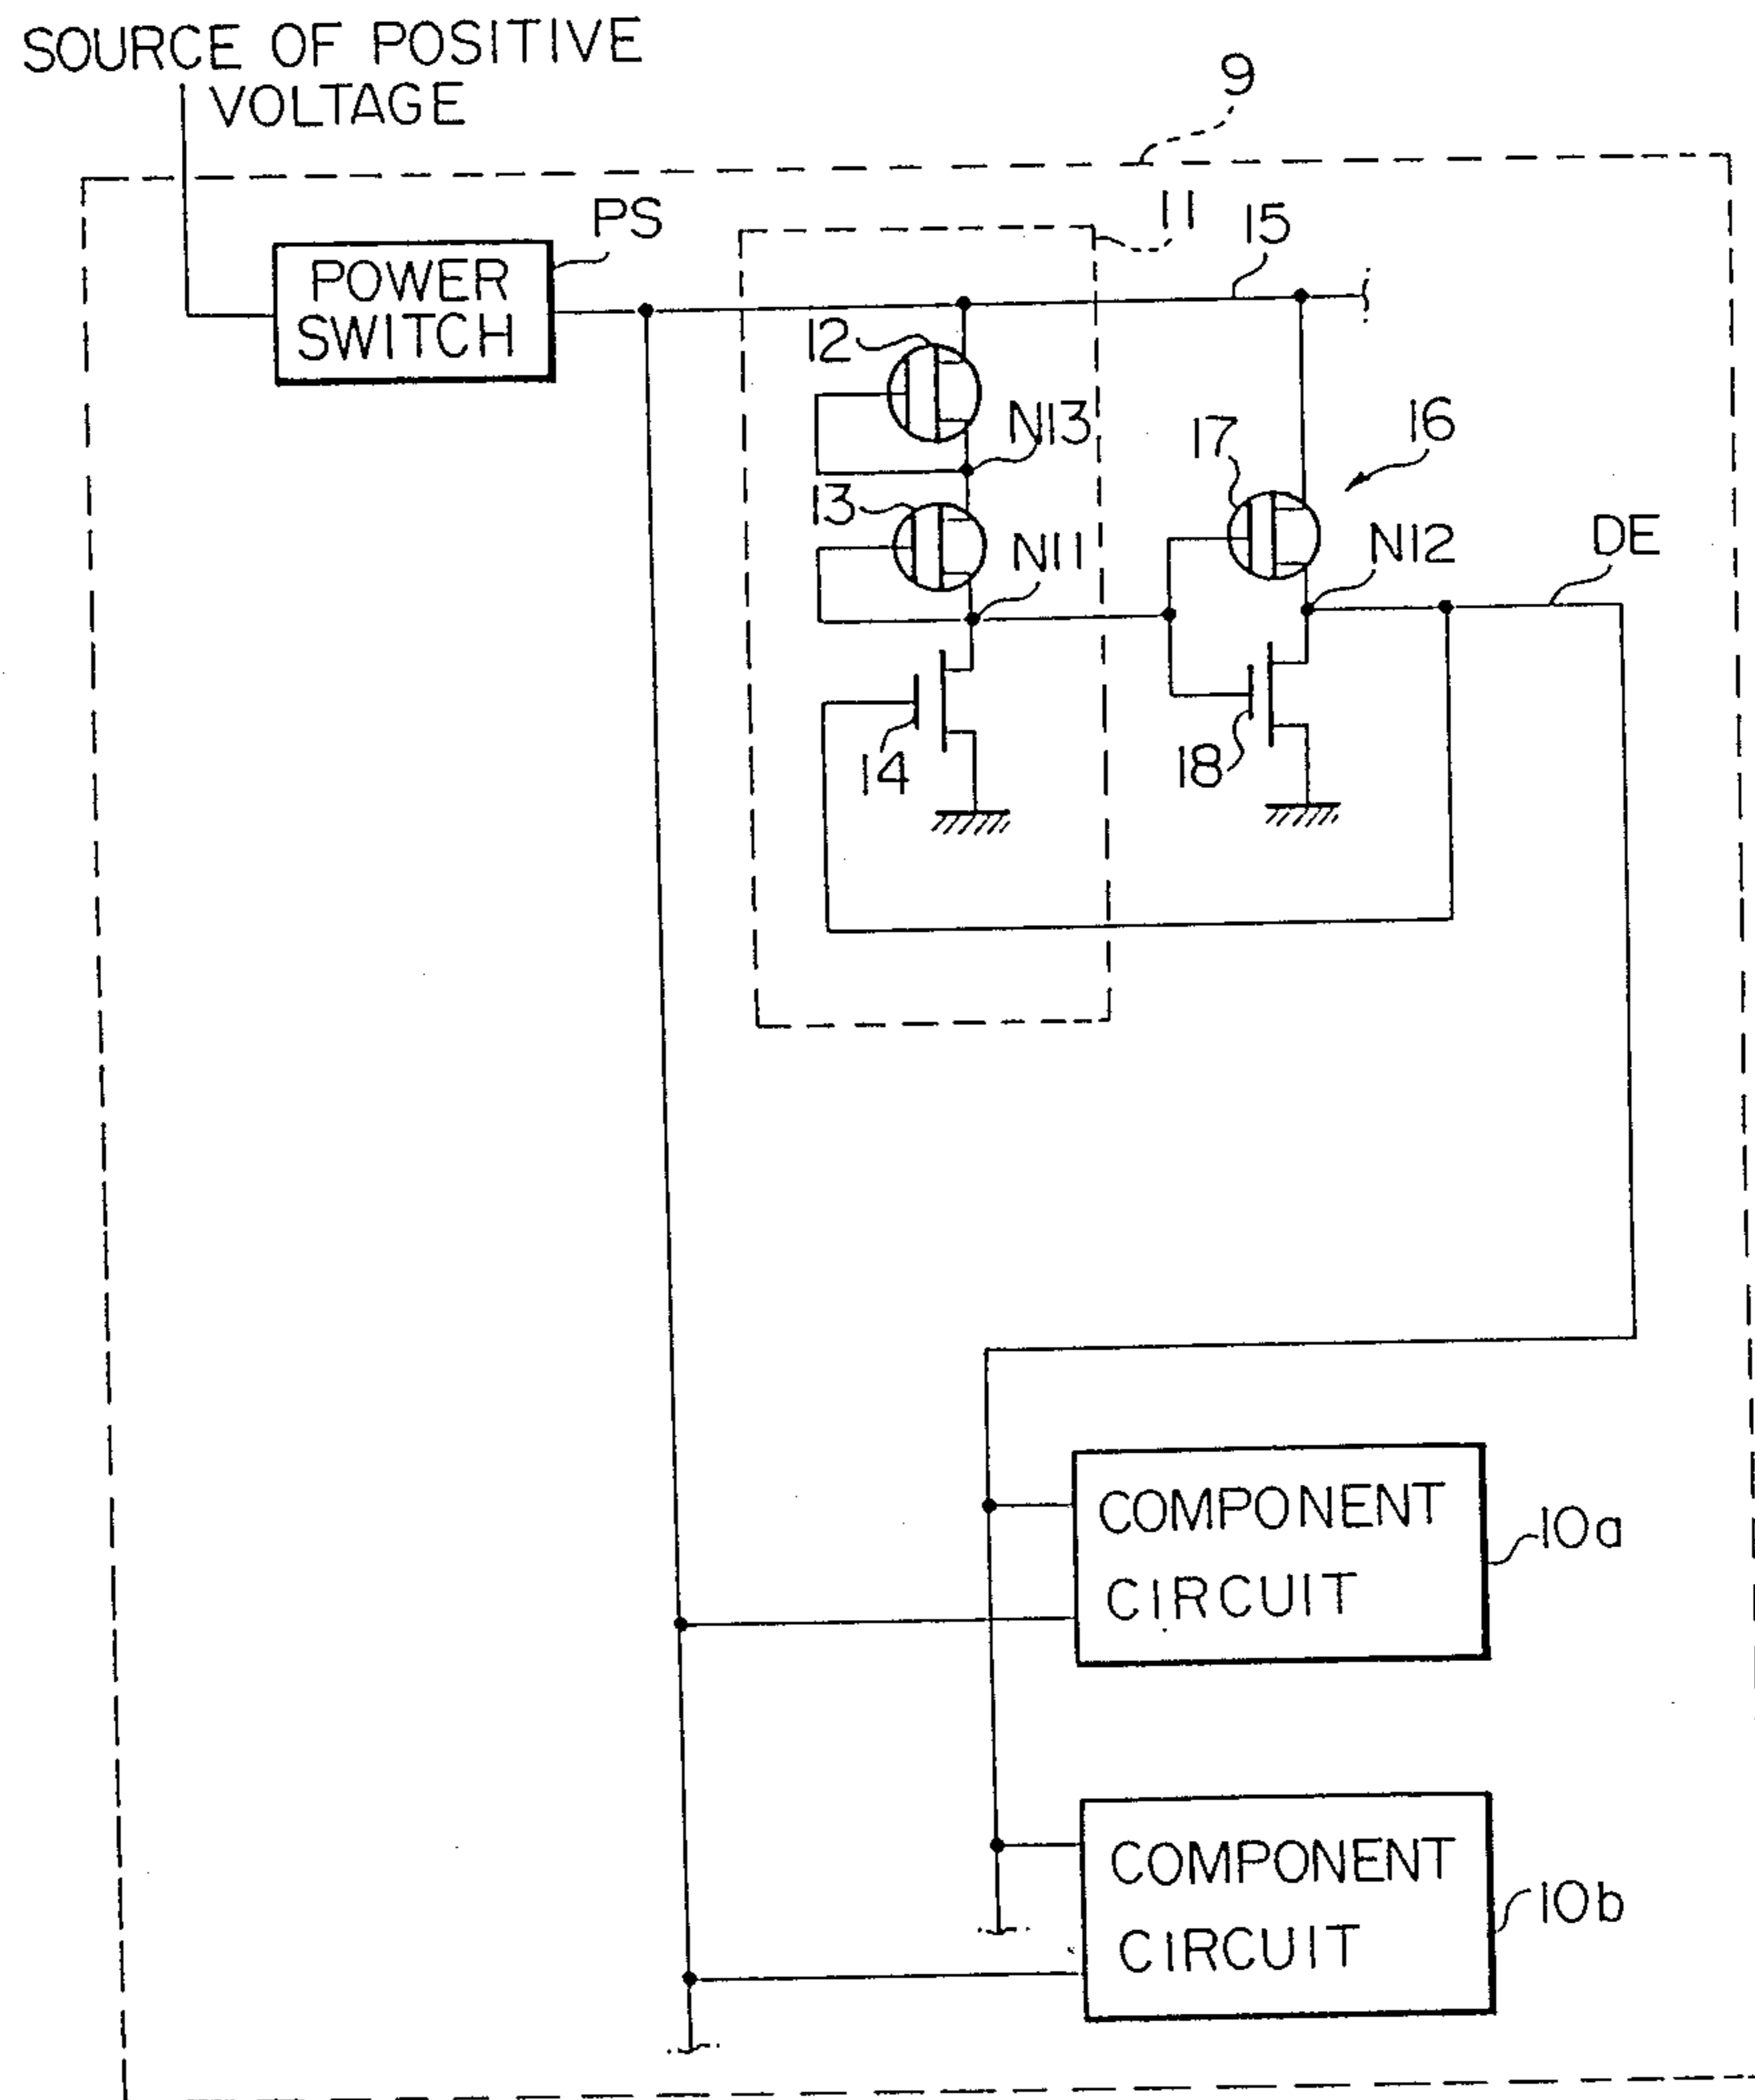 SOURCE OF POSITIVE
VOLTAGE
9
PS
11
15
POWER
SWITCH
12
N13
16
17
13
N11
N12
DE
14
18
COMPONENT
CIRCUIT
10a
COMPONENT
CIRCUIT
10b